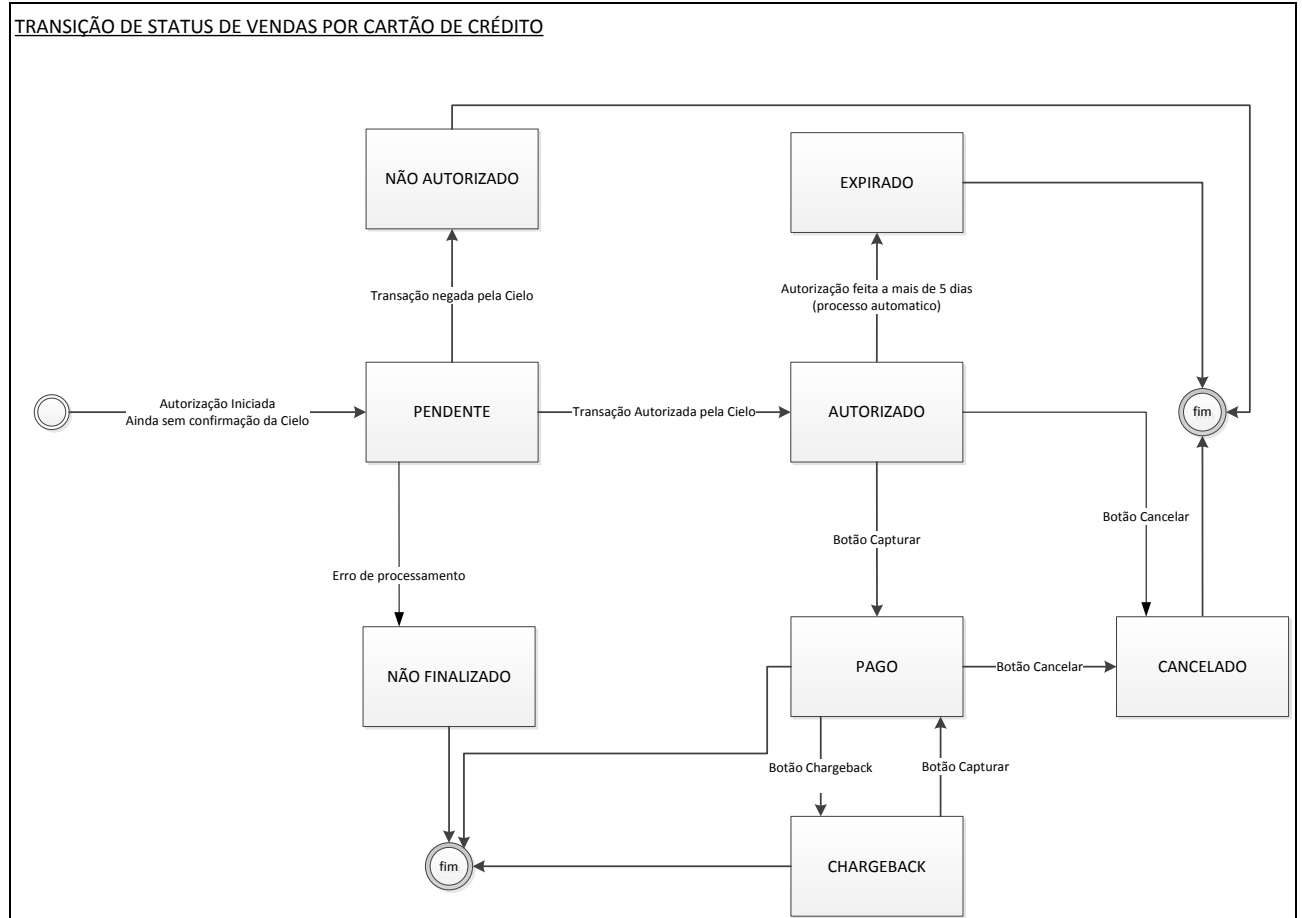 TRANSIÇÃO DE STATUS DE VENDAS POR CARTÃO DE CRÉDITO
NÃO AUTORIZADO
EXPIRADO
Transação negada pela Cielo
Autorização feita a mais de 5 dias
(processo automatico)
Autorização Iniciada
Ainda sem confirmação da Cielo
PENDENTE
Transação Autorizada pela Cielo
AUTORIZADO
fim
Botão Cancelar
Botão Capturar
Erro de processamento
NÃO FINALIZADO
PAGO
Botão Cancelar
CANCELADO
Botão Chargeback
Botão Capturar
fim
CHARGEBACK